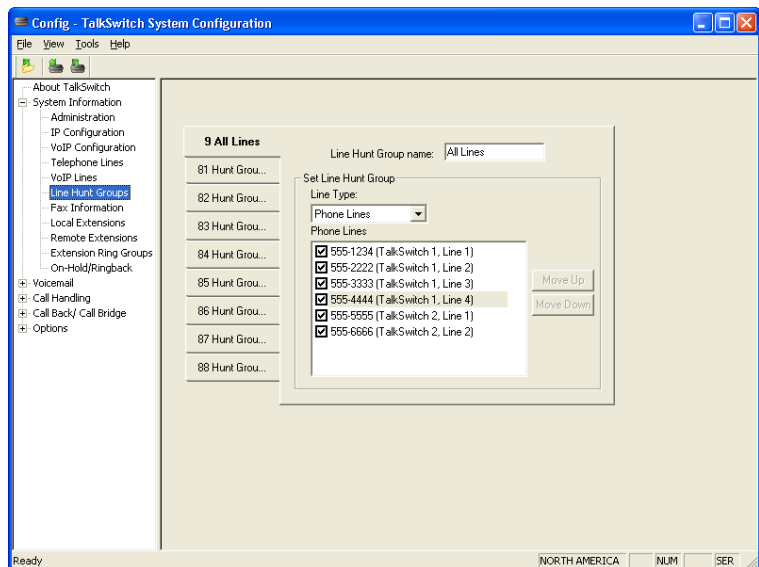 Config - TalkSwitch System Configuration
File View Tools Help
About TalkSwitch
System Information
Administration
IP Configuration
VoIP Configuration
Telephone Lines
VoIP Lines
Line Hunt Groups
Fax Information
Local Extensions
Remote Extensions
Extension Ring Groups
On-Hold/Ringback
Voicemail
Call Handling
Call Back/ Call Bridge
Options
9 All Lines
81 Hunt Grou...
82 Hunt Grou...
83 Hunt Grou...
84 Hunt Grou...
85 Hunt Grou...
86 Hunt Grou...
87 Hunt Grou...
88 Hunt Grou...
Line Hunt Group name: All Lines
Set Line Hunt Group
Line Type:
Phone Lines
Phone Lines
555-1234 (TalkSwitch 1, Line 1)
555-2222 (TalkSwitch 1, Line 2)
555-3333 (TalkSwitch 1, Line 3)
555-4444 (TalkSwitch 1, Line 4)
555-5555 (TalkSwitch 2, Line 1)
555-6666 (TalkSwitch 2, Line 2)
Move Up
Move Down
Ready NORTH AMERICA NUM SER